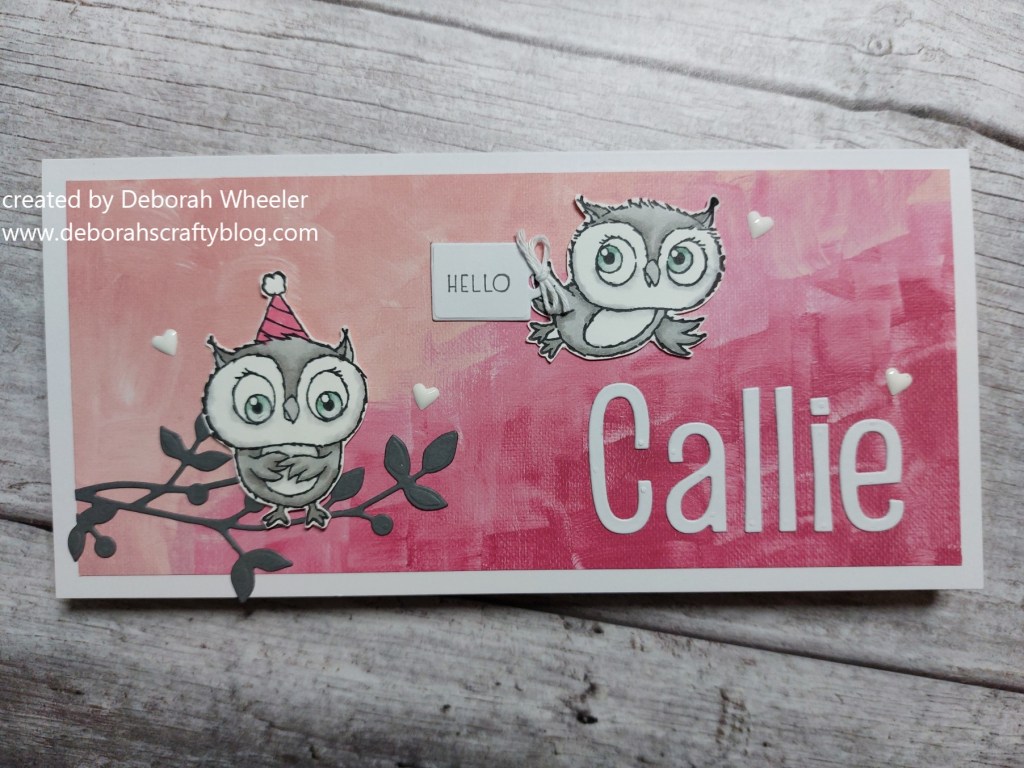 created by Deborah Wheeler
www.deborahscraftyblog.com
HELLO
Callie